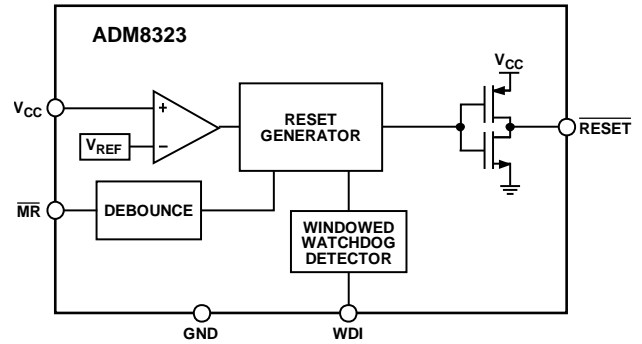 ADM8323
VCC
+
VREF
–
RESET
GENERATOR
VCC
RESET
MR
DEBOUNCE
WINDOWED
WATCHDOG
DETECTOR
GND
WDI